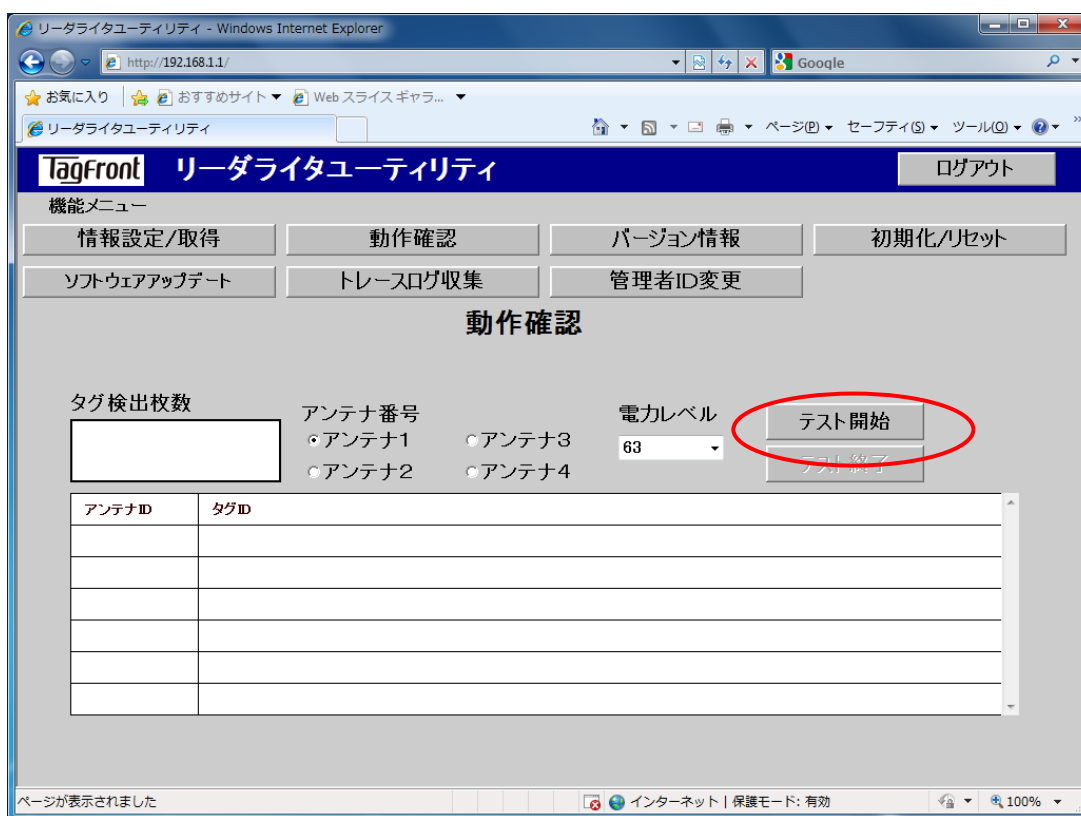 リーダライタユーティリティ - Windows Internet Explorer
http://192.168.1.1/
Google
お気に入り おすすめサイト ▼ Web スライス ギャラ... ▼
リーダライタユーティリティ
ページ(P) セーフティ(S) ツール(O) »
TagFront リーダライタユーティリティ ログアウト
機能メニュー
情報設定/取得 動作確認 バージョン情報 初期化/リセット
ソフトウェアアップデート トレースログ収集 管理者ID変更
動作確認
タグ検出枚数 アンテナ番号 電力レベル テスト開始
アンテナ1 アンテナ3 63
アンテナ2 アンテナ4 テスト終了
アンテナID タグID
ページが表示されました インターネット | 保護モード: 有効 100%